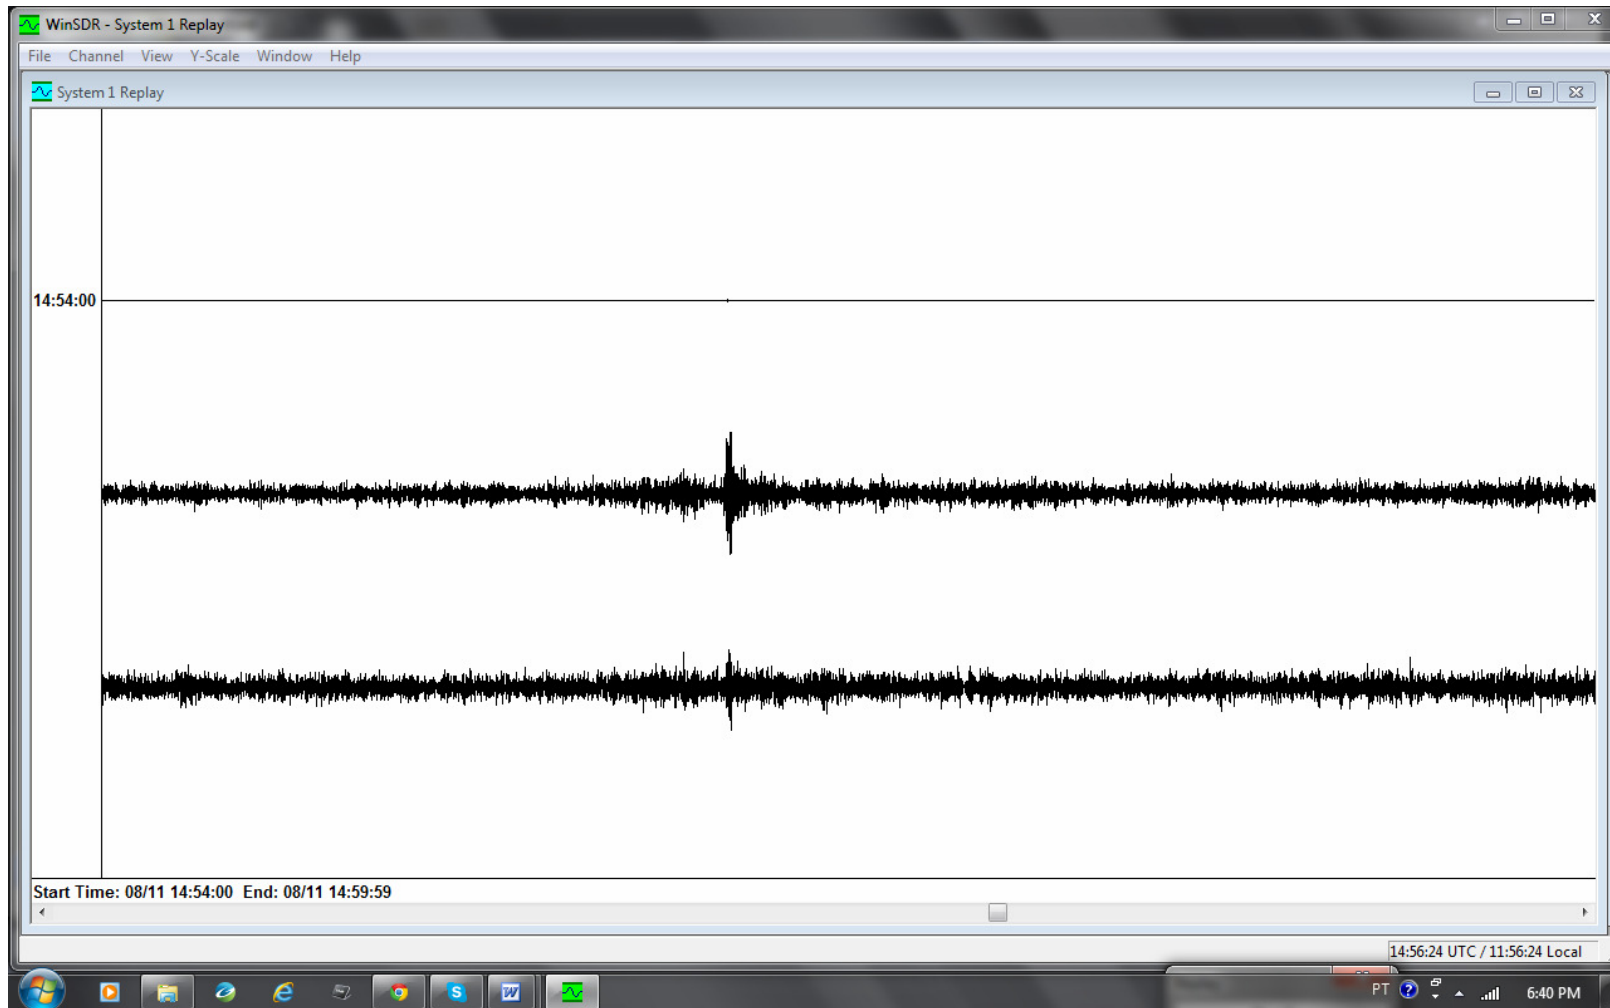 WinSDR - System 1 Replay
File Channel View Y-Scale Window Help
System 1 Replay
14:54:00
Start Time: 08/11 14:54:00 End: 08/11 14:59:59
14:56:24 UTC / 11:56:24 Local
PT 6:40 PM